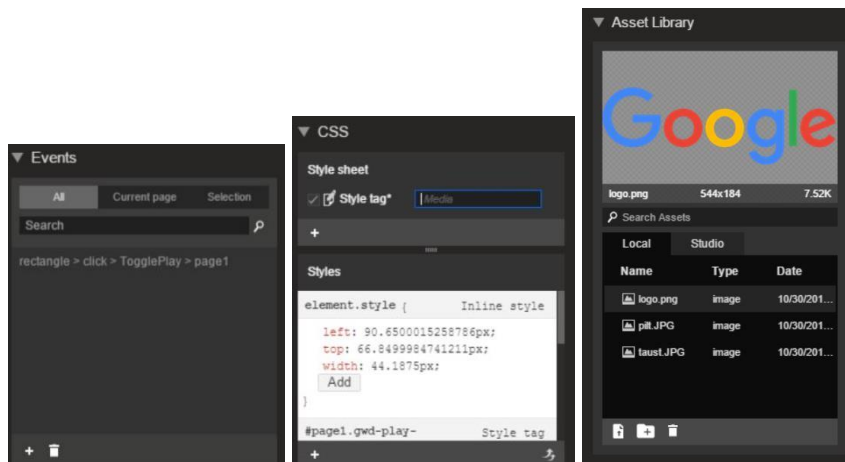 Events
All Current page Selection
Search
rectangle > click > TogglePlay > page1
CSS
Style sheet
Style tag* Media
+
Styles
element.style { Inline style
left: 90.6500015258786px;
top: 66.8499984741211px;
width: 44.1875px;
Add
}
#page1.gwd-play- Style tag
+
Asset Library
Google
logo.png 544x184 7.52K
Search Assets
Local Studio
Name Type Date
logo.png image 10/30/201...
pilt.JPG image 10/30/201...
taust.JPG image 10/30/201...